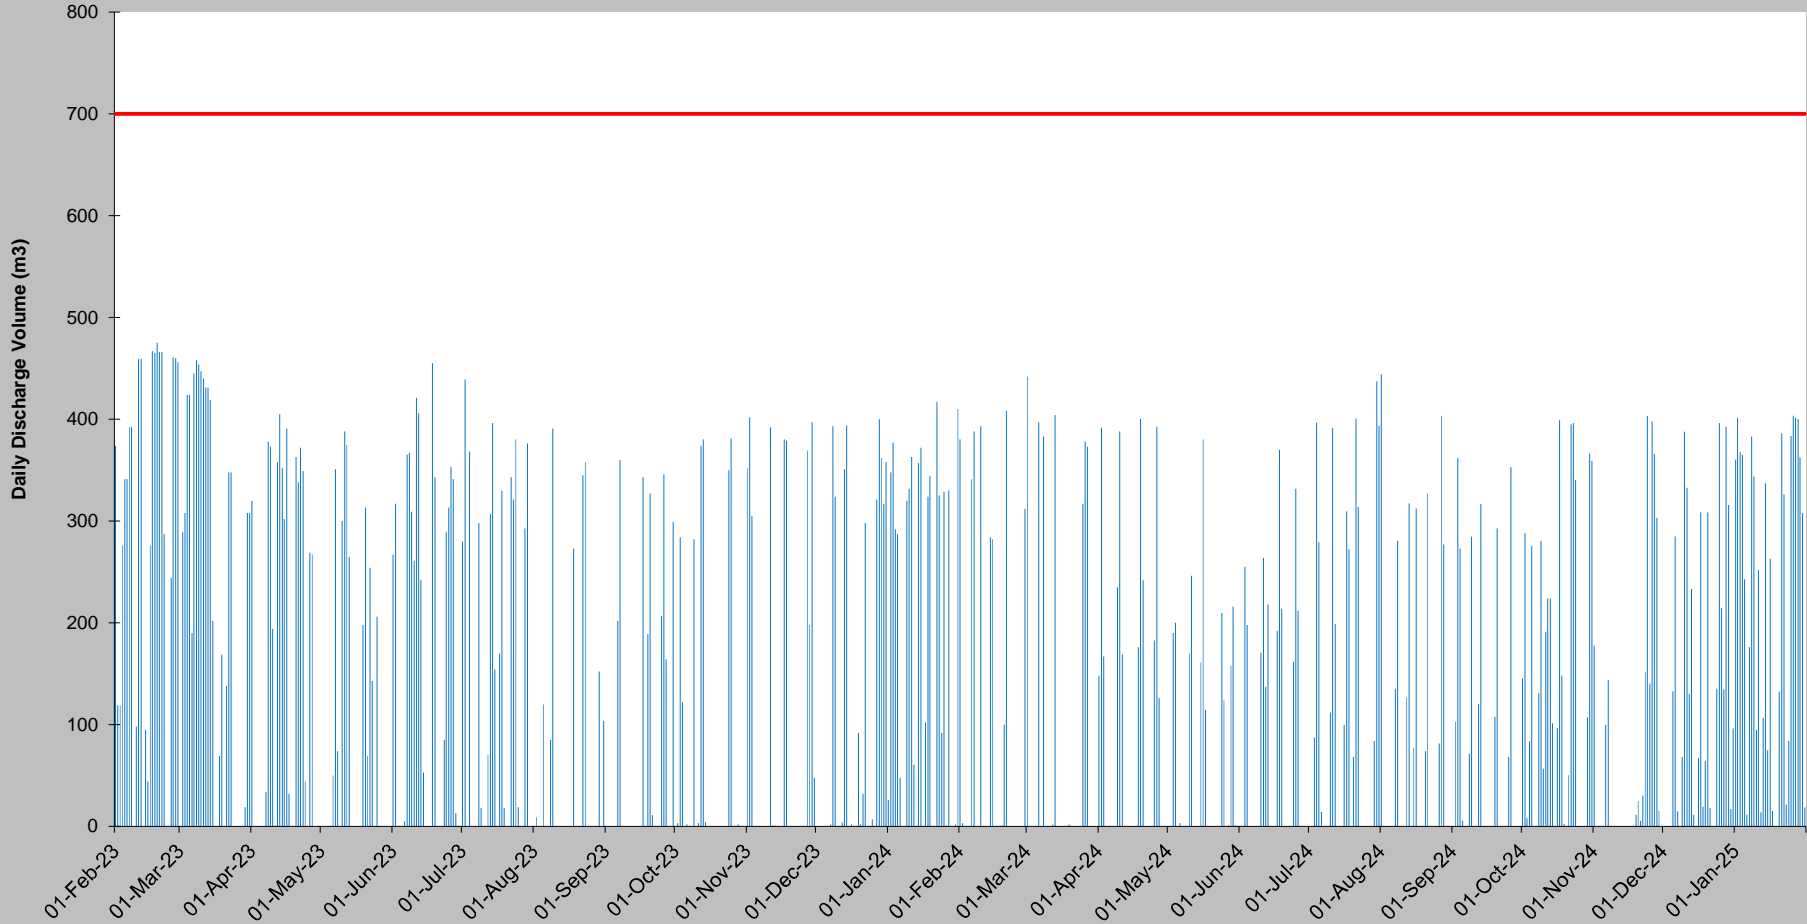 800
700
600
500
400
300
200
100
0
Daily Discharge Volume (m3)
01-Feb-23
01-Mar-23
01-Apr-23
01-May-23
01-Jun-23
01-Jul-23
01-Aug-23
01-Sep-23
01-Oct-23
01-Nov-23
01-Dec-23
01-Jan-24
01-Feb-24
01-Mar-24
01-Apr-24
01-May-24
01-Jun-24
01-Jul-24
01-Aug-24
01-Sep-24
01-Oct-24
01-Nov-24
01-Dec-24
01-Jan-25